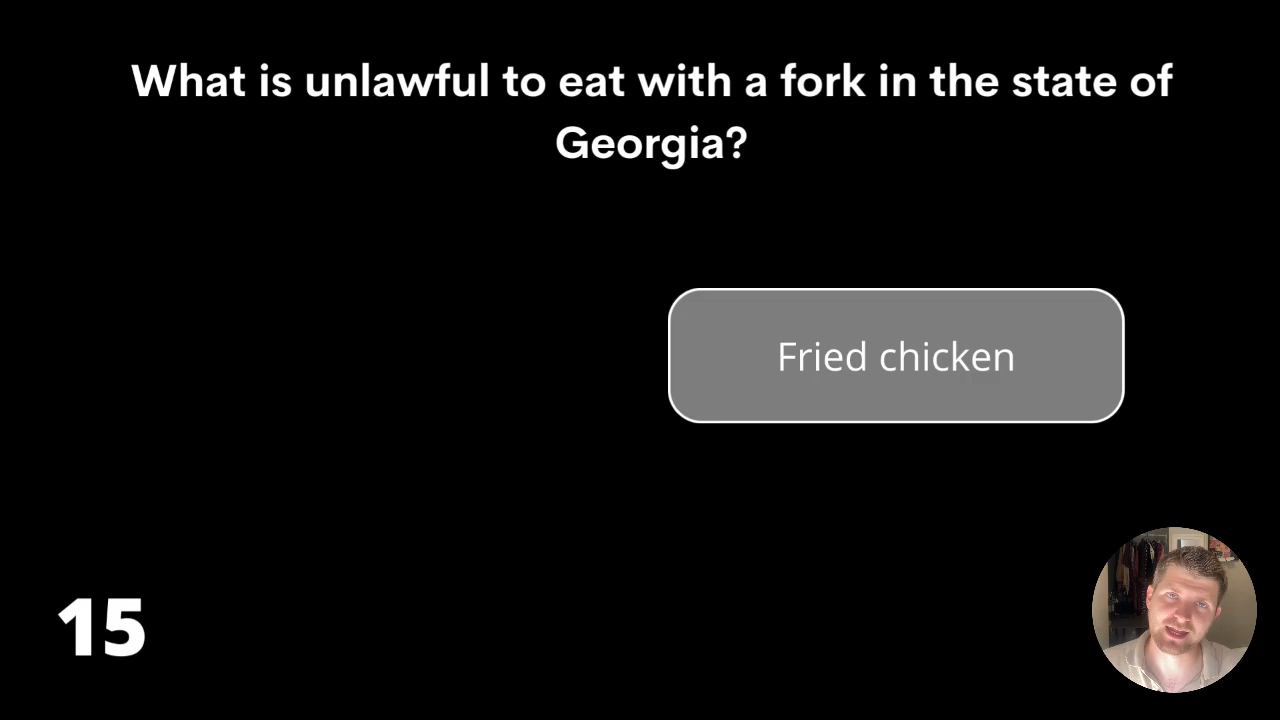 What is unlawful to eat with a fork in the state of
Georgia?
Fried chicken
15